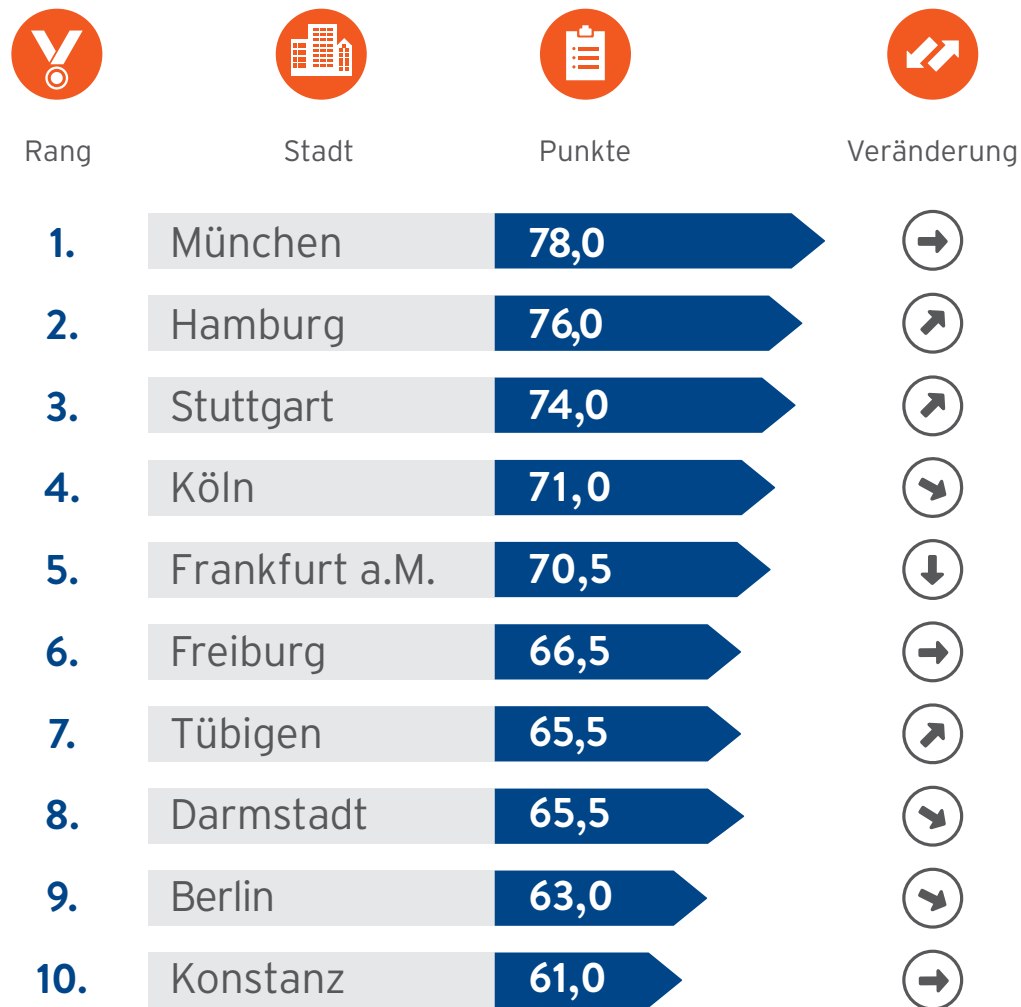 Rang Stadt Punkte Veränderung
1. München 78,0
2. Hamburg 76,0
3. Stuttgart 74,0
4. Köln 71,0
5. Frankfurt a.M. 70,5
6. Freiburg 66,5
7. Tübigen 65,5
8. Darmstadt 65,5
9. Berlin 63,0
10. Konstanz 61,0